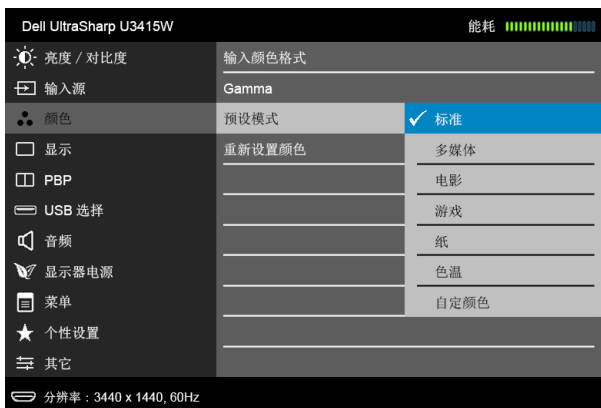 Dell UltraSharp U3415W 能耗
亮度 / 对比度 输入颜色格式
输入源 Gamma
颜色 预设模式 标准
显示 重新设置颜色 多媒体
PBP 电影
USB 选择 游戏
音频 纸
显示器电源 色温
菜单 自定颜色
个性设置
其它
分辨率：3440 x 1440, 60Hz